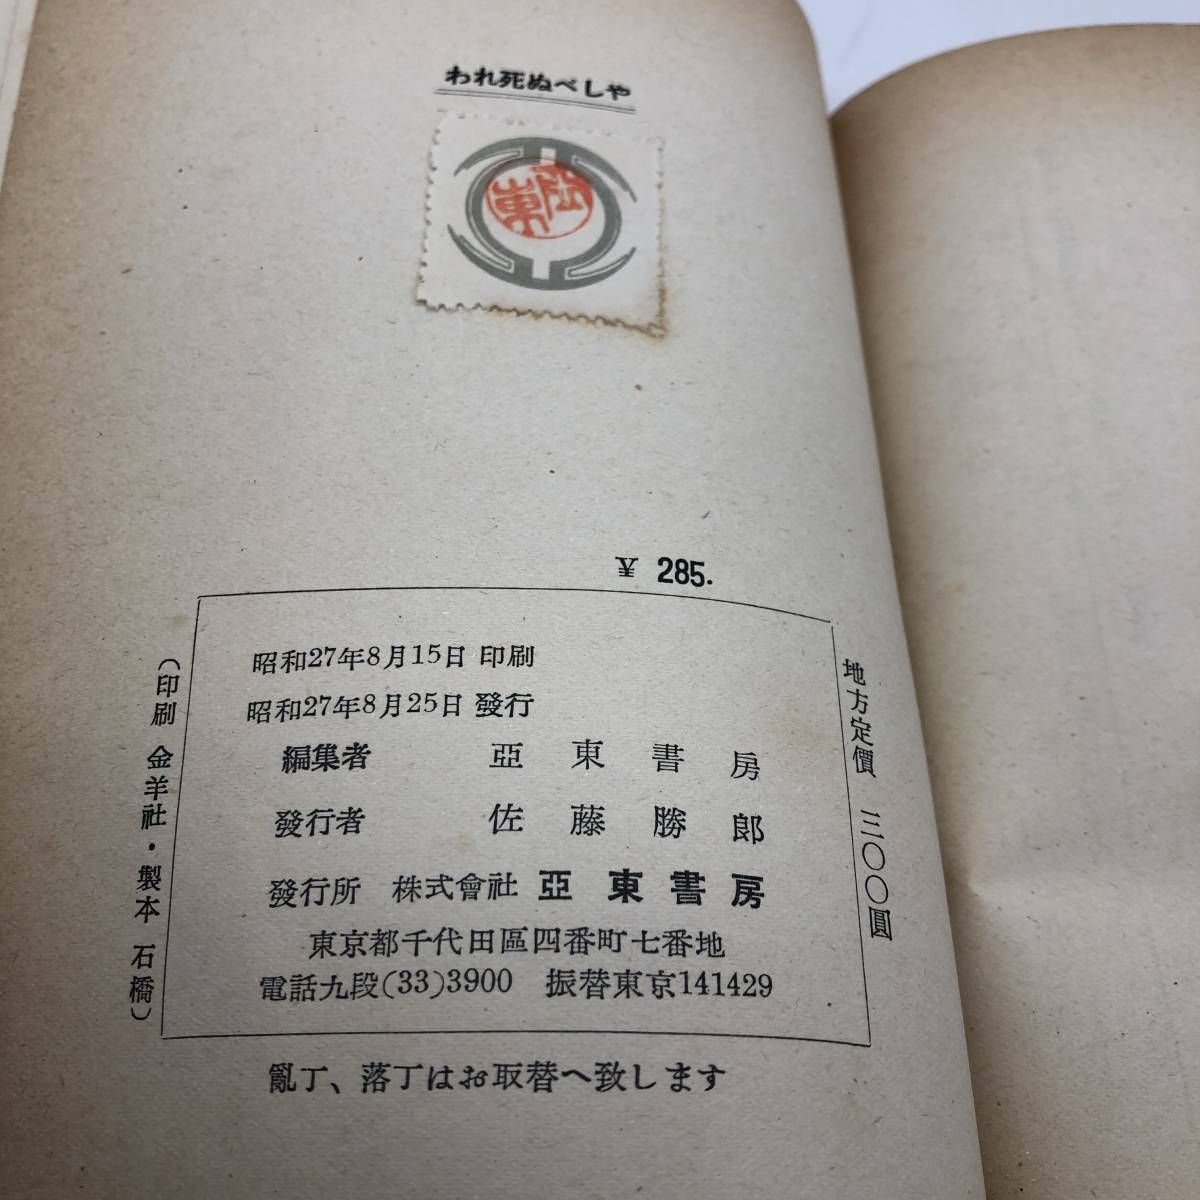 われ死ぬべしや
¥ 285.
昭和27年8月15日 印刷
昭和27年8月25日 發行
編集者 亞東書房
發行者 佐藤勝郎
發行所 株式會社 亞東書房
東京都千代田區四番町七番地
電話九段(33)3900 振替東京141429
地方定價 三〇〇圓
(印刷 金羊社・製本 石橋)
亂丁、落丁はお取替へ致します